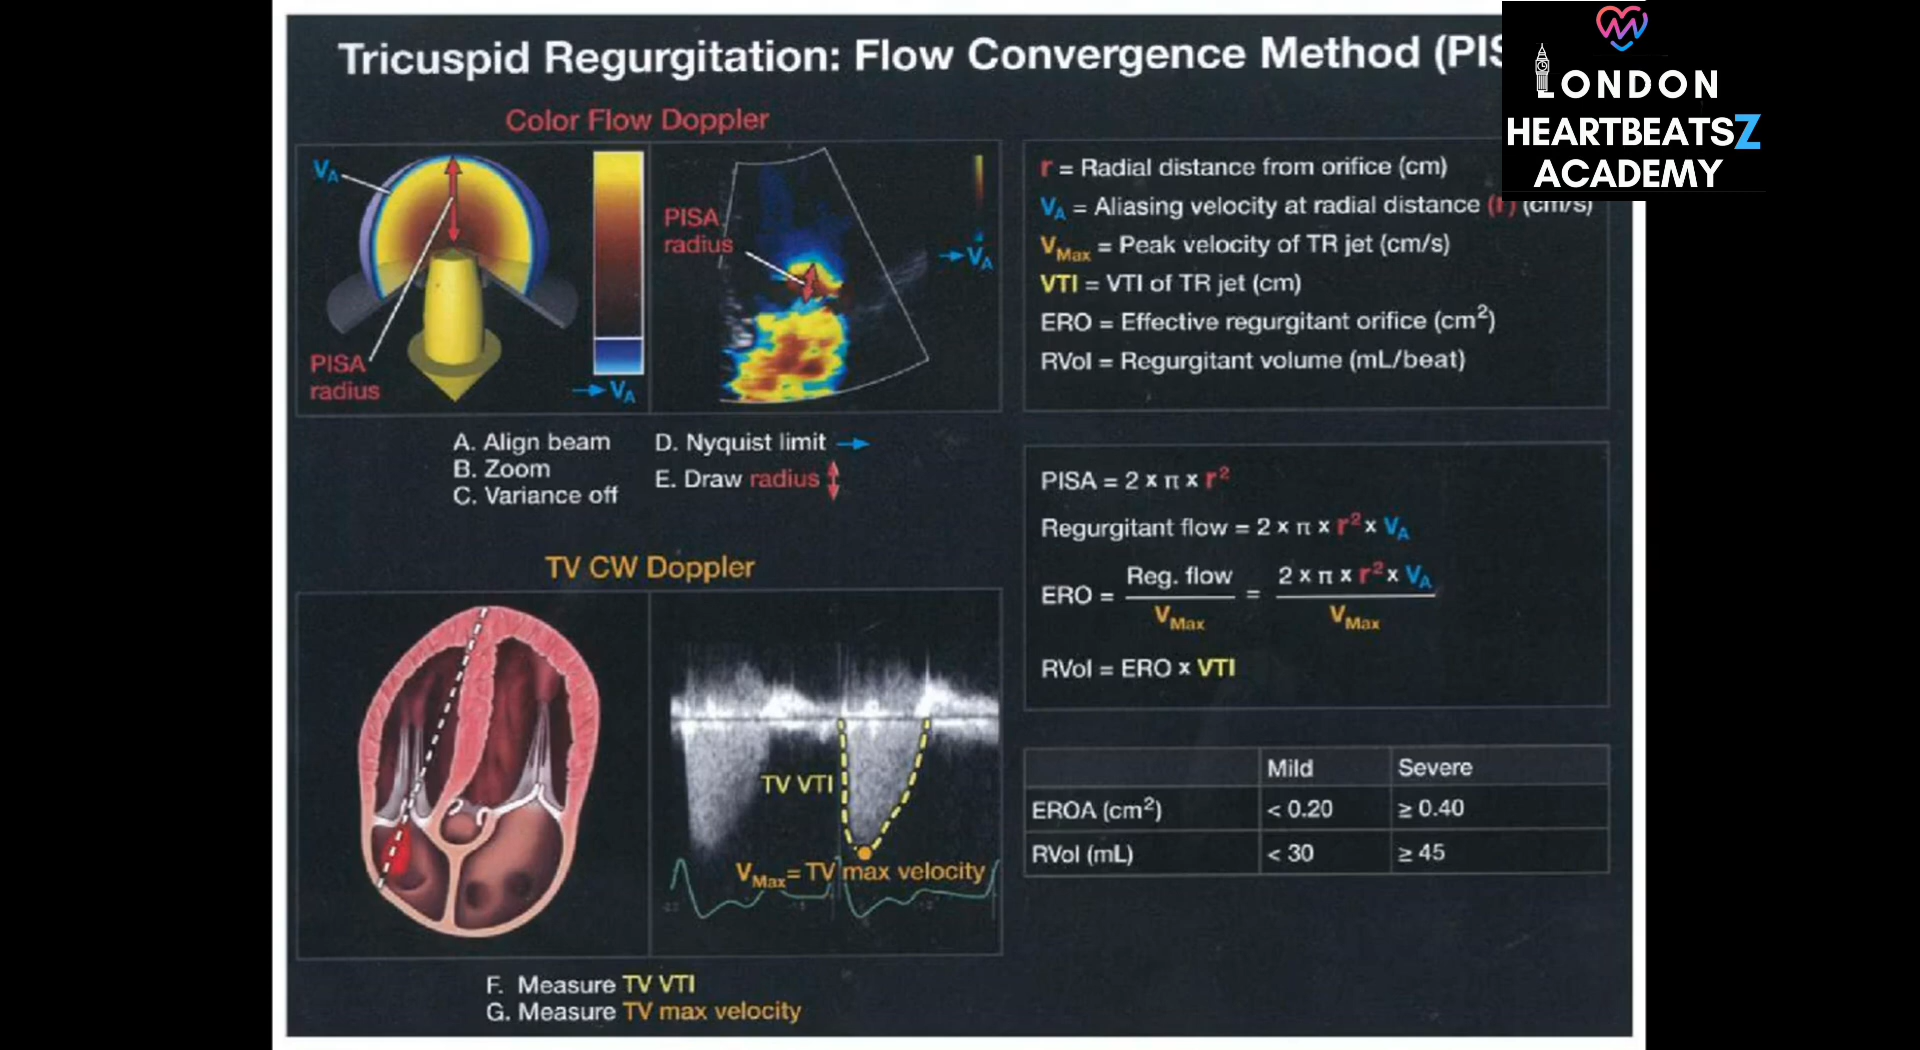 Tricuspid Regurgitation: Flow Convergence Method (PIS
LONDON
HEARTBEATSZ
ACADEMY
Color Flow Doppler
VA
PISA
radius
VA
PISA
radius
VA
A. Align beam
B. Zoom
C. Variance off
D. Nyquist limit →
E. Draw radius
r = Radial distance from orifice (cm)
VA = Aliasing velocity at radial distance (r) (cm/s)
VMax = Peak velocity of TR jet (cm/s)
VTI = VTI of TR jet (cm)
ERO = Effective regurgitant orifice (cm²)
RVol = Regurgitant volume (mL/beat)
PISA = 2 x π x r²
Regurgitant flow = 2 x π x r² x VA
ERO = Reg. flow / VMax = 2 x π x r² x VA / VMax
RVol = ERO x VTI
TV CW Doppler
TV VTI
VMax = TV max velocity
F. Measure TV VTI
G. Measure TV max velocity
Mild Severe
EROA (cm²) < 0.20 ≥ 0.40
RVol (mL) < 30 ≥ 45